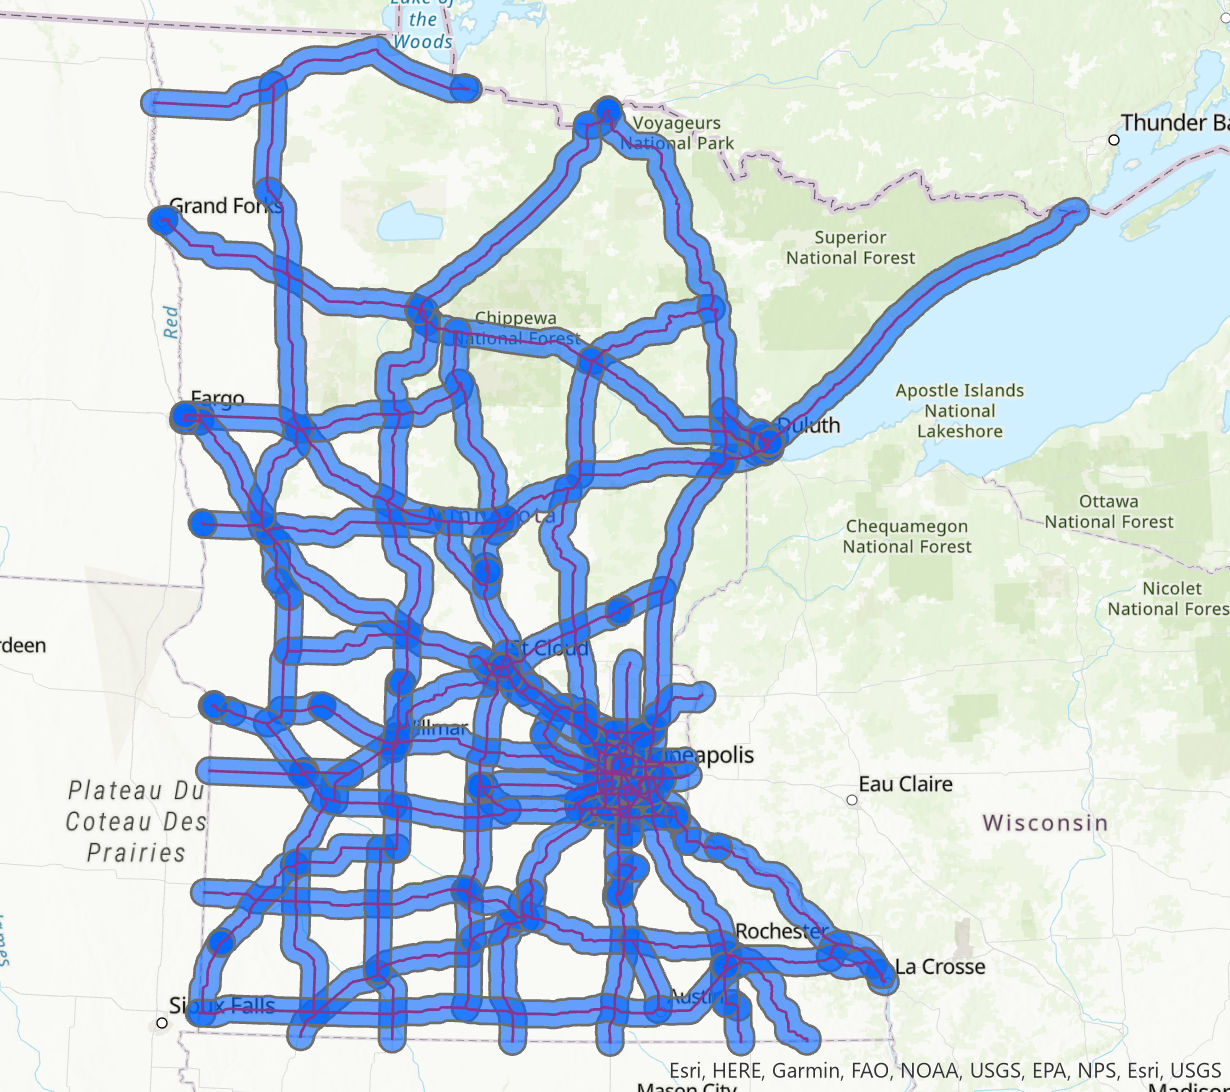 Lake of
the
Woods
Voyageurs
National Park
Thunder Ba
Grand Forks
Superior
National Forest
Red
Chippewa
National Forest
Fargo
Apostle Islands
National
Lakeshore
Duluth
Ottawa
National Forest
Minnesota
Chequamegon
National Forest
Nicolet
National Fores
rdeen
St Cloud
Willmar
Minneapolis
Eau Claire
Plateau Du
Coteau Des
Prairies
Wisconsin
Rochester
La Crosse
Sioux Falls
Austin
Esri, HERE, Garmin, FAO, NOAA, USGS, EPA, NPS, Esri, USGS
Mason City
Madison